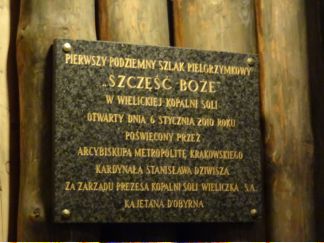 PIERWSZY PODZIEMNY SZLAK PIELGRZYMKOWY
„SZCZĘŚĆ BOŻE"
W WIELICKIEJ KOPALNI SOLI
OTWARTY DNIA 6 STYCZNIA 2010 ROKU
POŚWIĘCONY PRZEZ
ARCYBISKUPA METROPOLITĘ KRAKOWSKIEGO
KARDYNAŁA STANISŁAWA DZIWISZA
ZA ZARZĄDU PREZESA KOPALNI SOLI WIELICZKA S.A.
KAJETANA D'OBYRNA